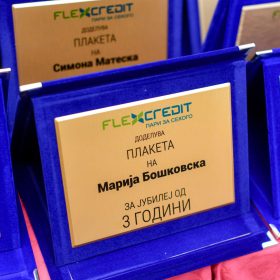 FLEXCREDIT
ПАРИ ЗА СЕКОГО
ДОДЕЛУВА
ПЛАКЕТА
НА
Симона Матеска
FLEXCREDIT
ПАРИ ЗА СЕКОГО
ДОДЕЛУВА
ПЛАКЕТА
НА
Марија Бошковска
ЗА ЈУБИЛЕЈ ОД
3 ГОДИНИ